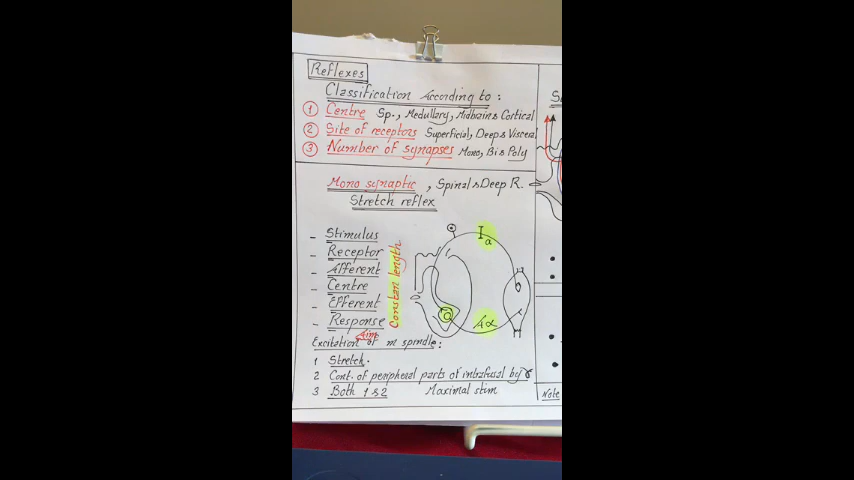 Reflexes
Classification According to :
① Centre Sp., Medullary, Midbrain & Cortical
② Site of receptors Superficial, Deep & Visceral
③ Number of synapses Mono, Bi & Poly
Mono synaptic , Spinal & Deep R.
Stretch reflex
- Stimulus
- Receptor
- Afferent
- Centre
- Efferent
- Response
Aim
Constant length
Ia
Aα
Excitation of m spindle :
1 Stretch.
2 Cont. of peripheral parts of intrafusal by γ
3 Both 1 & 2 Maximal stim
Note